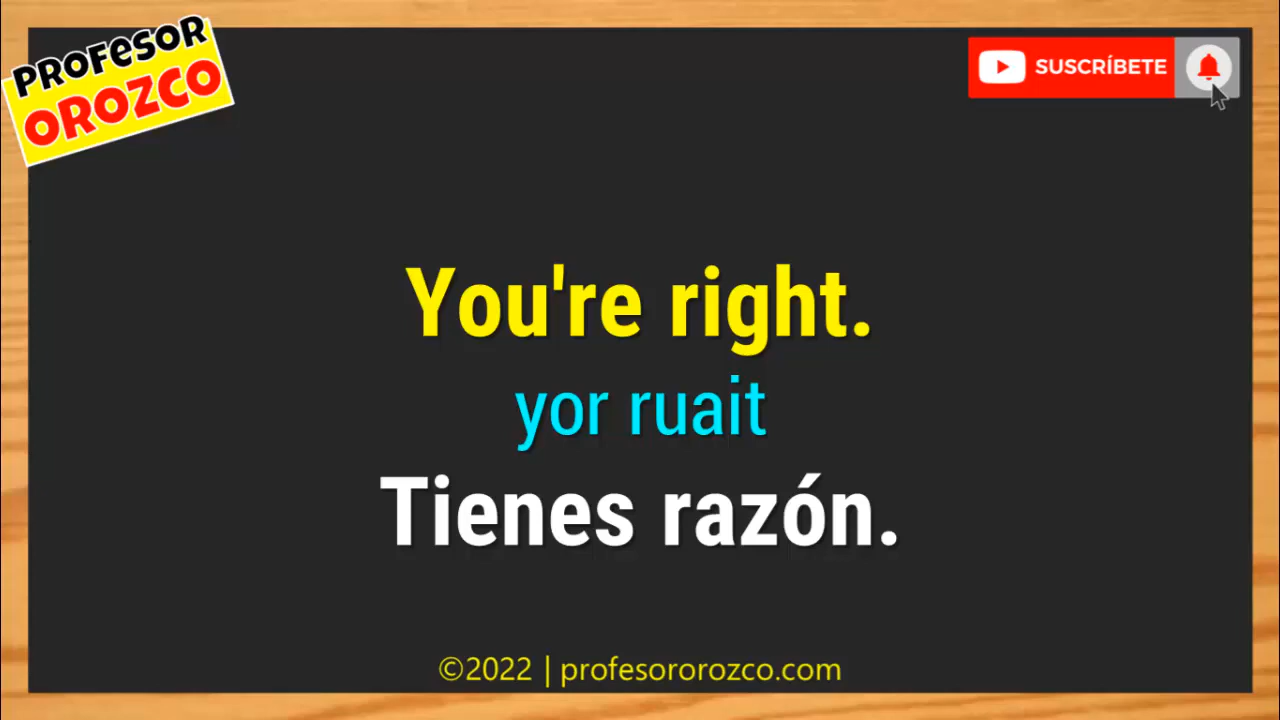 PROFESOR
OROZCO
SUSCRÍBETE
You're right.
yor ruait
Tienes razón.
©2022 | profesororozco.com